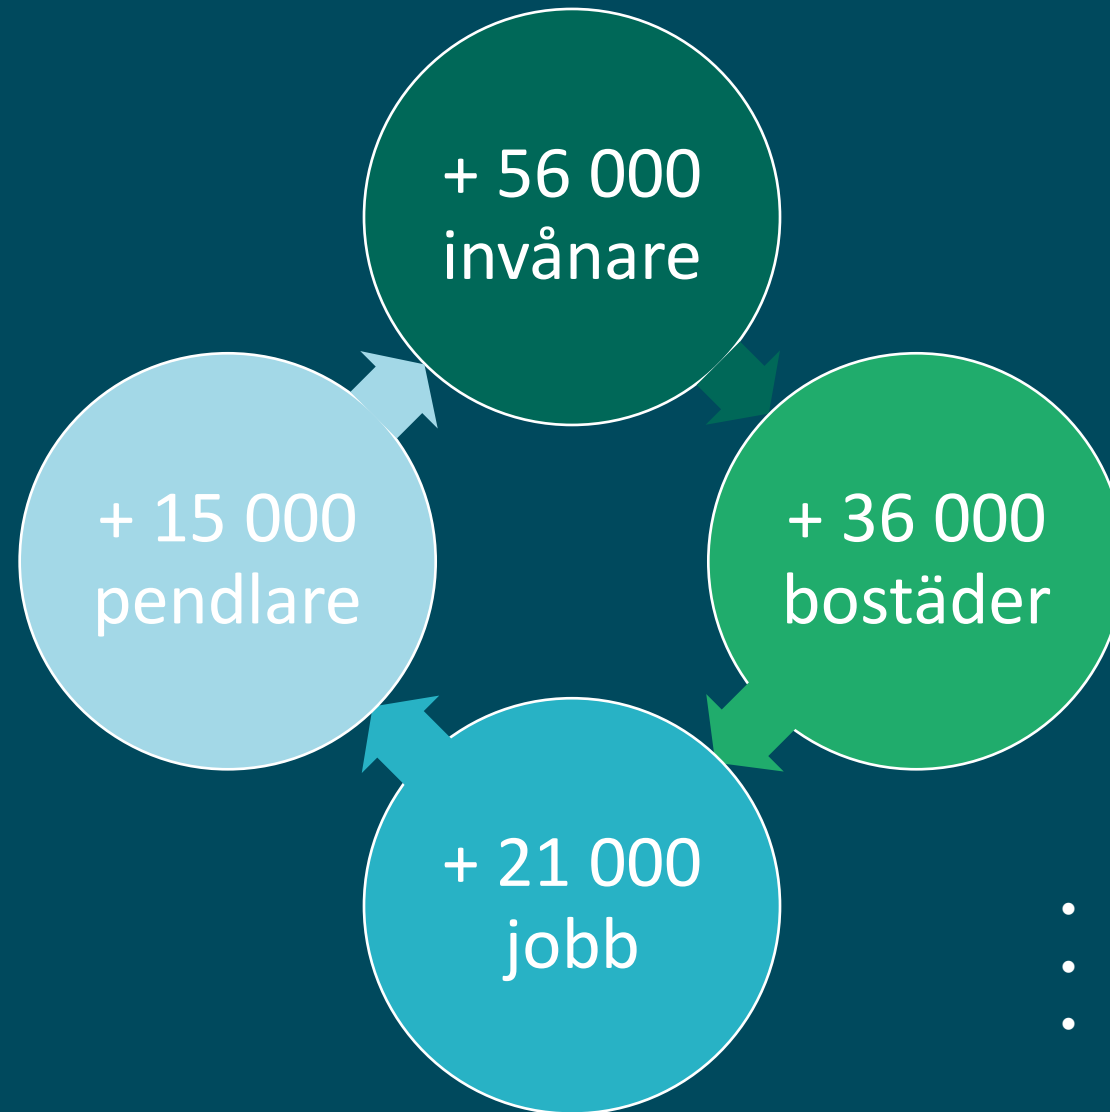 + 56 000
invånare
+ 15 000
pendlare
+ 36 000
bostäder
+ 21 000
jobb
•
•
•